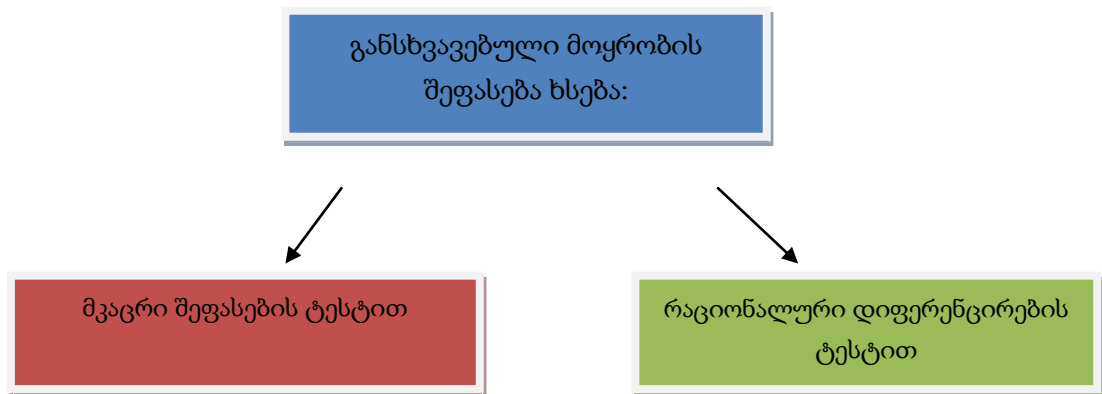 განსხვავებული მოყრობის
შეფასება ხსება:
მკაცრი შეფასების ტესტით
რაციონალური დიფერენცირების
ტესტით